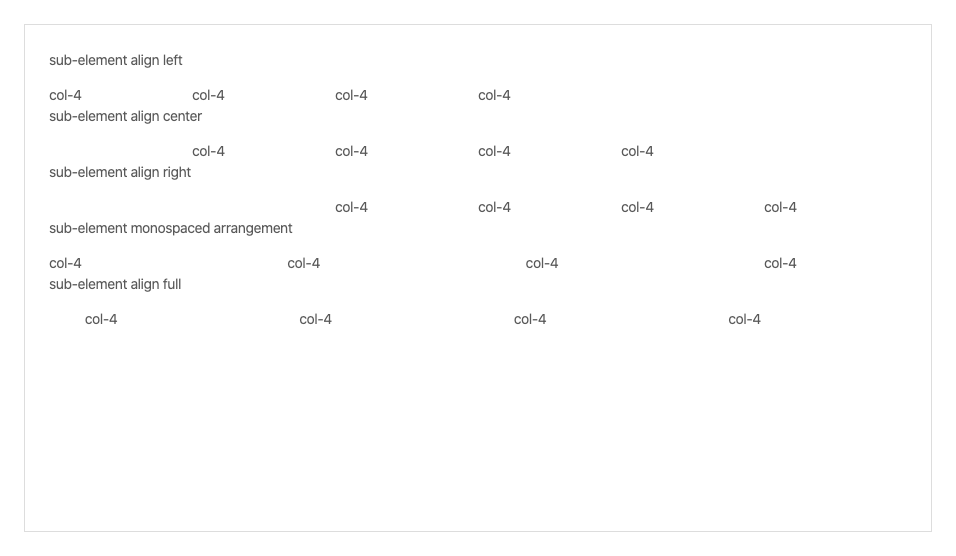 sub-element align left
col-4 col-4 col-4 col-4
sub-element align center
col-4 col-4 col-4 col-4
sub-element align right
col-4 col-4 col-4 col-4
sub-element monospaced arrangement
col-4 col-4 col-4 col-4
sub-element align full
col-4 col-4 col-4 col-4